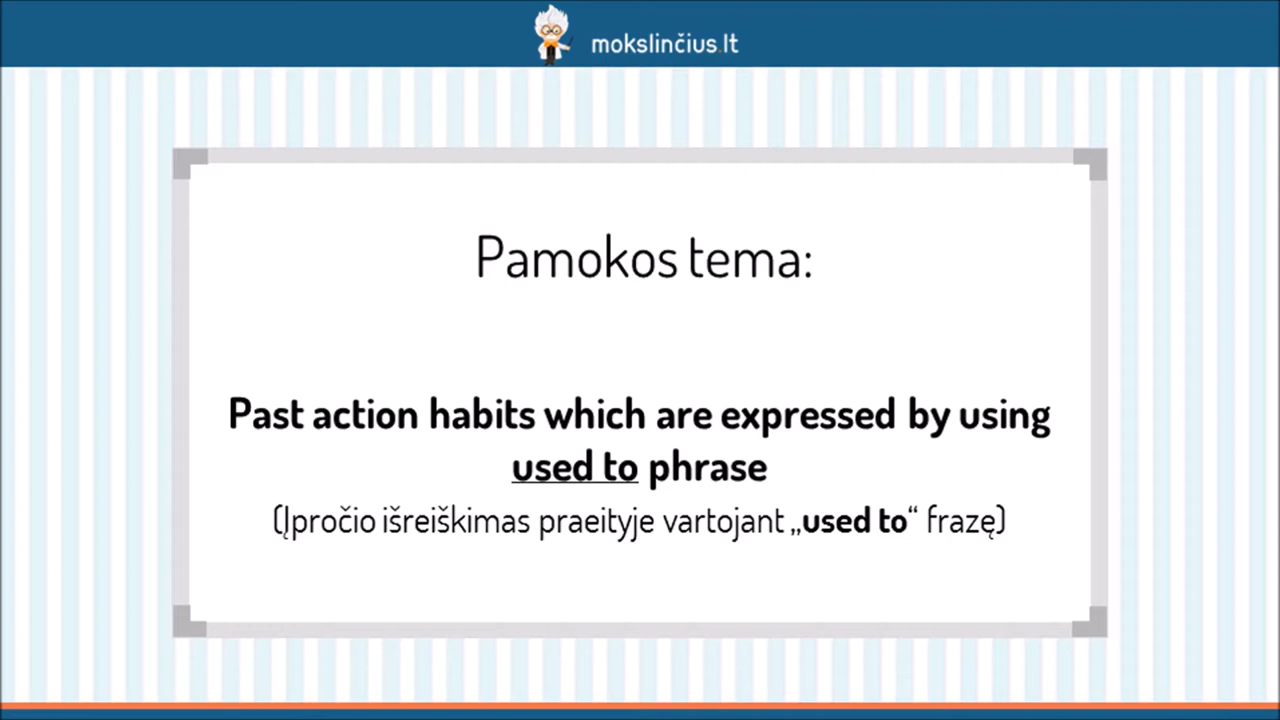 mokslinčius.lt
Pamokos tema:
Past action habits which are expressed by using
used to phrase
(Įpročio išreiškimas praeityje vartojant „used to“ frazę)